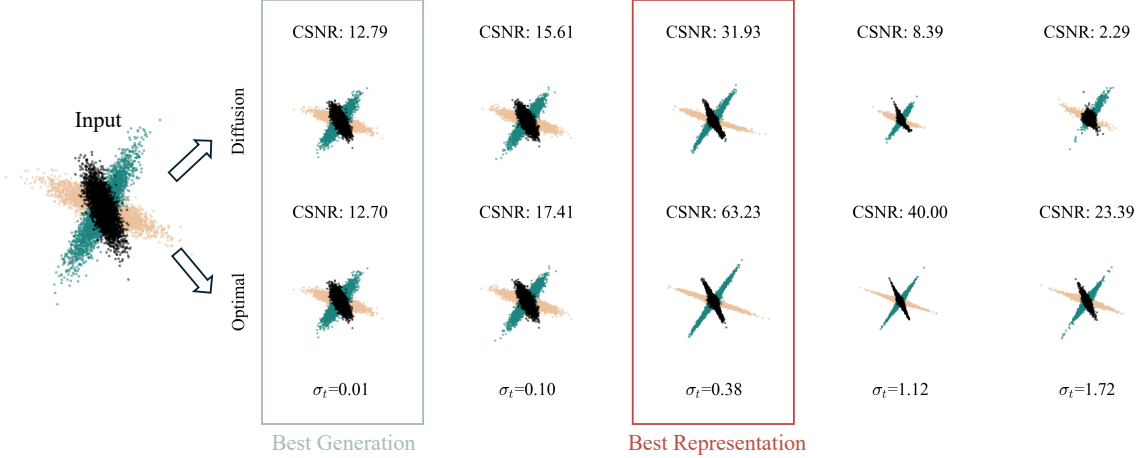 CSNR: 12.79 CSNR: 15.61 CSNR: 31.93 CSNR: 8.39 CSNR: 2.29
Input
Diffusion
CSNR: 12.70 CSNR: 17.41 CSNR: 63.23 CSNR: 40.00 CSNR: 23.39
Optimal
σₜ=0.01 σₜ=0.10 σₜ=0.38 σₜ=1.12 σₜ=1.72
Best Generation Best Representation